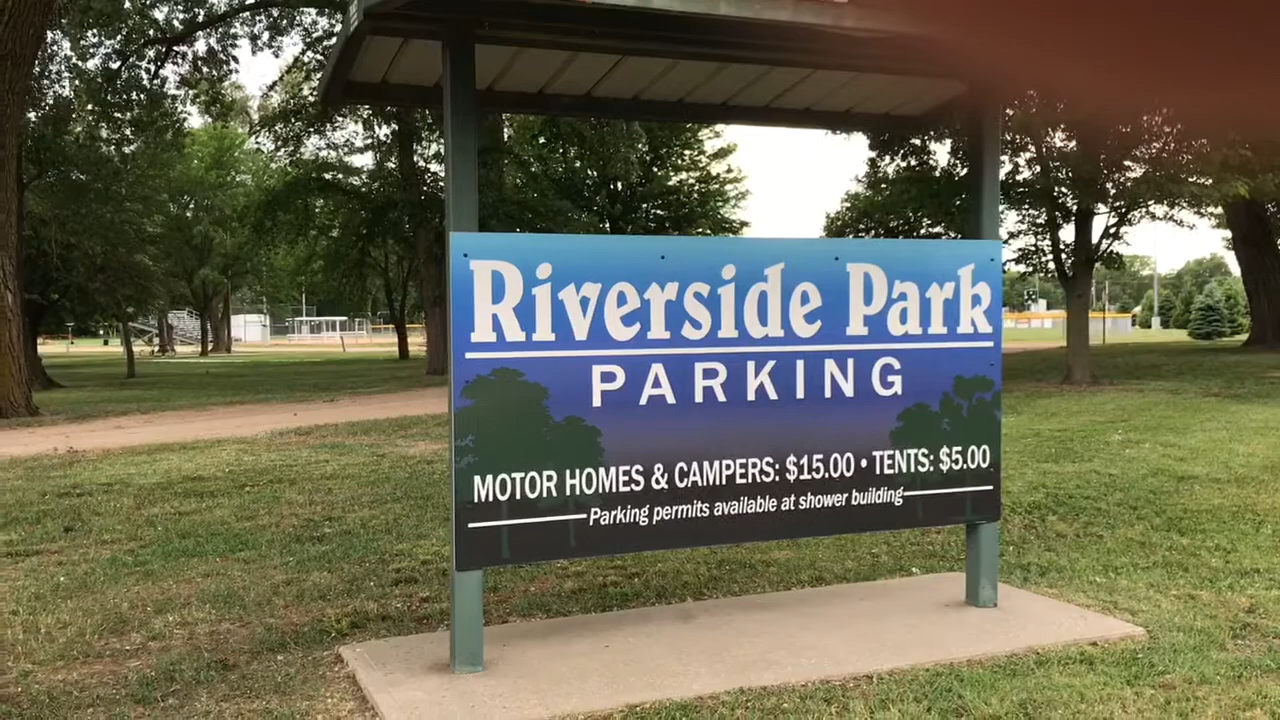 Riverside Park
PARKING
MOTOR HOMES & CAMPERS: $15.00 • TENTS: $5.00
Parking permits available at shower building